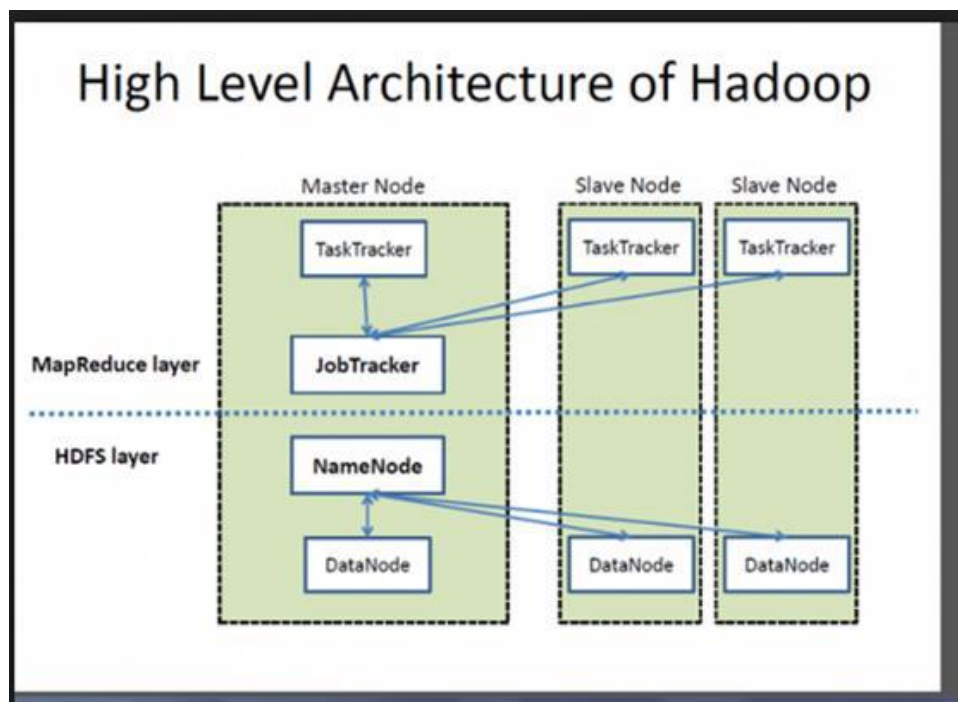 High Level Architecture of Hadoop
Master Node
Slave Node
Slave Node
TaskTracker
TaskTracker
TaskTracker
MapReduce layer
JobTracker
HDFS layer
NameNode
DataNode
DataNode
DataNode